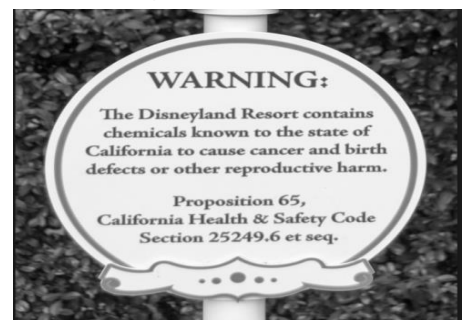 WARNING:
The Disneyland Resort contains
chemicals known to the state of
California to cause cancer and birth
defects or other reproductive harm.
Proposition 65,
California Health & Safety Code
Section 25249.6 et seq.